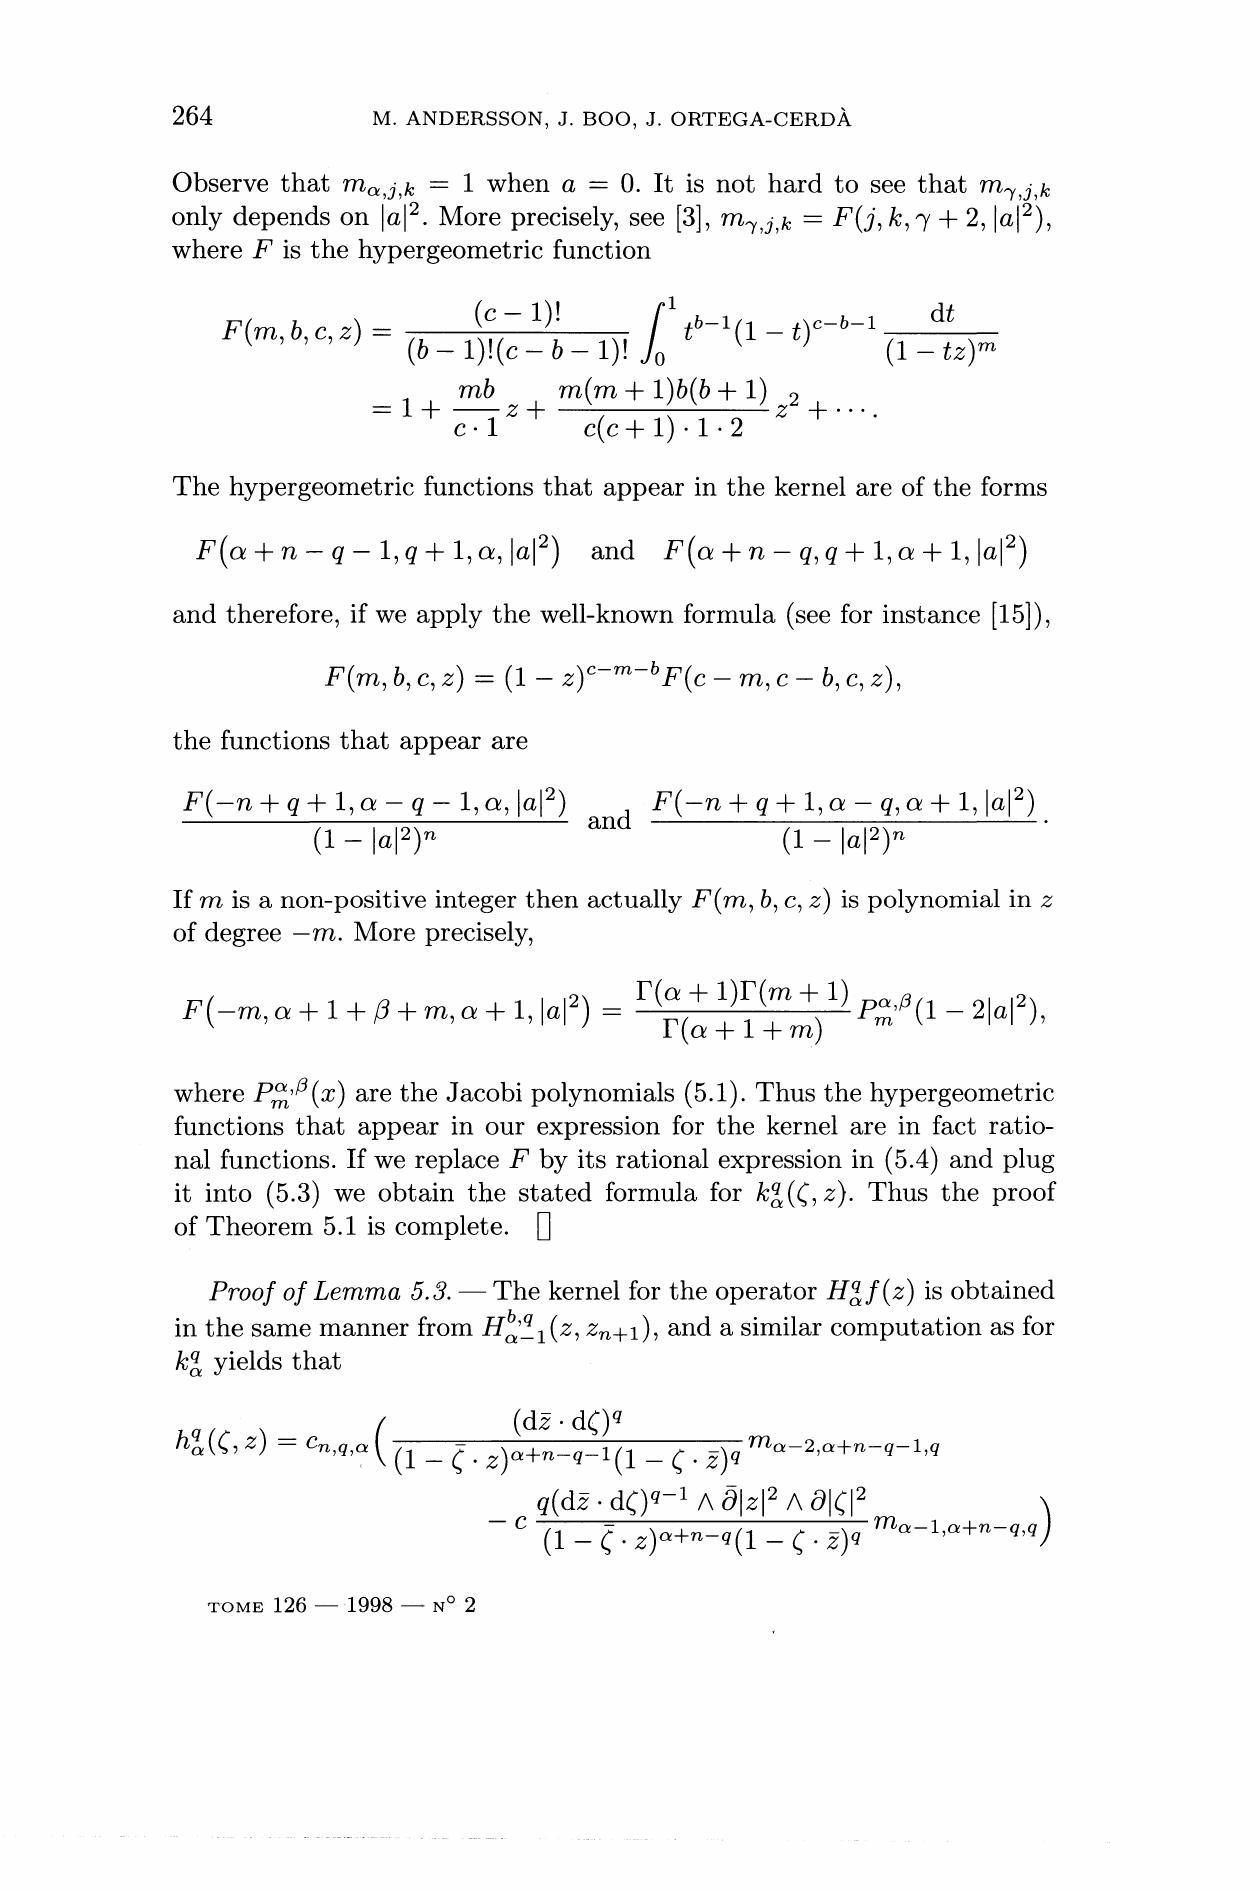 264 M. ANDERSSON, J. BOO, J. ORTEGA-CERDÀ
Observe that $m_{\alpha,j,k} = 1$ when $a = 0$. It is not hard to see that $m_{\gamma,j,k}$
only depends on $|a|^2$. More precisely, see [3], $m_{\gamma,j,k} = F(j,k,\gamma+2,|a|^2)$,
where $F$ is the hypergeometric function
$F(m,b,c,z) = \frac{(c-1)!}{(b-1)!(c-b-1)!} \int_0^1 t^{b-1}(1-t)^{c-b-1} \frac{\mathrm{d}t}{(1-tz)^m}$
$= 1 + \frac{mb}{c \cdot 1} z + \frac{m(m+1)b(b+1)}{c(c+1) \cdot 1 \cdot 2} z^2 + \cdots.$
The hypergeometric functions that appear in the kernel are of the forms
$F(\alpha+n-q-1,q+1,\alpha,|a|^2)$ and $F(\alpha+n-q,q+1,\alpha+1,|a|^2)$
and therefore, if we apply the well-known formula (see for instance [15]),
$F(m,b,c,z) = (1-z)^{c-m-b}F(c-m,c-b,c,z),$
the functions that appear are
$\frac{F(-n+q+1,\alpha-q-1,\alpha,|a|^2)}{(1-|a|^2)^n}$ and $\frac{F(-n+q+1,\alpha-q,\alpha+1,|a|^2)}{(1-|a|^2)^n}.$
If $m$ is a non-positive integer then actually $F(m,b,c,z)$ is polynomial in $z$
of degree $-m$. More precisely,
$F(-m,\alpha+1+\beta+m,\alpha+1,|a|^2) = \frac{\Gamma(\alpha+1)\Gamma(m+1)}{\Gamma(\alpha+1+m)} P_m^{\alpha,\beta}(1-2|a|^2),$
where $P_m^{\alpha,\beta}(x)$ are the Jacobi polynomials (5.1). Thus the hypergeometric
functions that appear in our expression for the kernel are in fact ratio-
nal functions. If we replace $F$ by its rational expression in (5.4) and plug
it into (5.3) we obtain the stated formula for $k_\alpha^q(\zeta,z)$. Thus the proof
of Theorem 5.1 is complete. □
Proof of Lemma 5.3. — The kernel for the operator $H_\alpha^q f(z)$ is obtained
in the same manner from $H_{\alpha-1}^{b,q}(z,z_{n+1})$, and a similar computation as for
$k_\alpha^q$ yields that
$h_\alpha^q(\zeta,z) = c_{n,q,\alpha} \Big( \frac{(\mathrm{d}\bar{z} \cdot \mathrm{d}\zeta)^q}{(1-\bar{\zeta} \cdot z)^{\alpha+n-q-1}(1-\zeta \cdot \bar{z})^q} m_{\alpha-2,\alpha+n-q-1,q}$
$- c \frac{q(\mathrm{d}\bar{z} \cdot \mathrm{d}\zeta)^{q-1} \wedge \bar{\partial}|z|^2 \wedge \partial|\zeta|^2}{(1-\bar{\zeta} \cdot z)^{\alpha+n-q}(1-\zeta \cdot \bar{z})^q} m_{\alpha-1,\alpha+n-q,q} \Big)$
TOME 126 — 1998 — N° 2